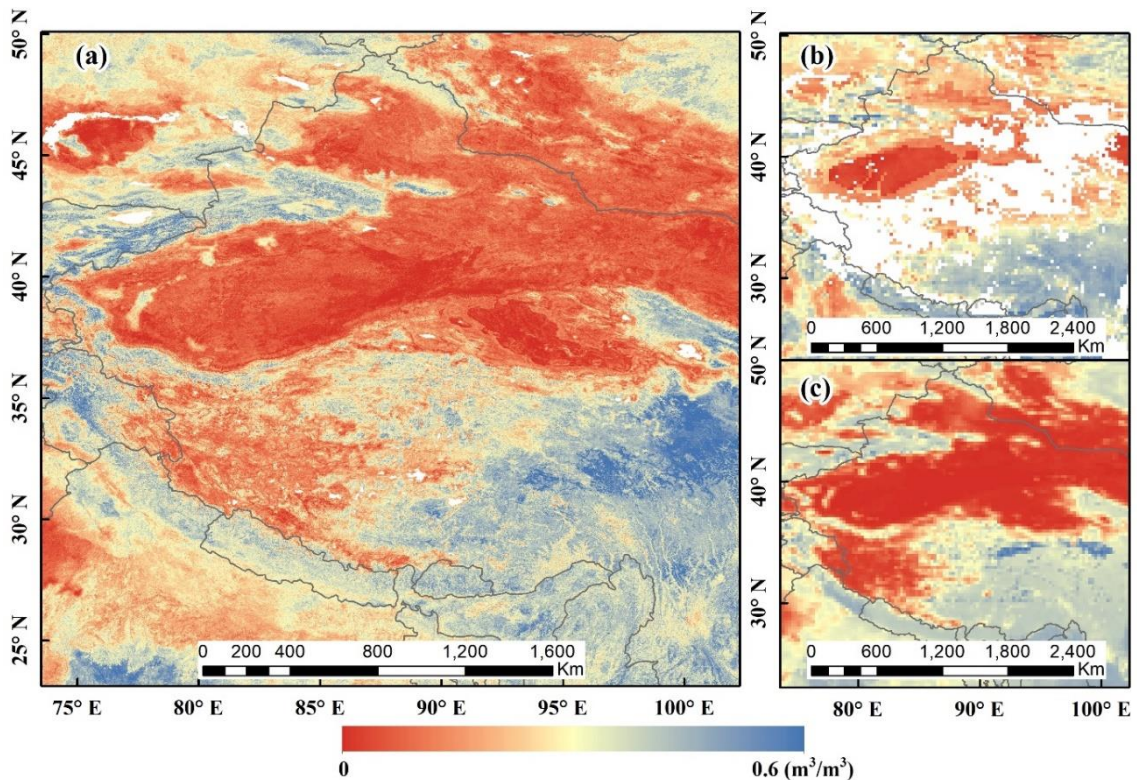 (a)
50° N
45° N
40° N
35° N
30° N
25° N
75° E 80° E 85° E 90° E 95° E 100° E
0 200 400 800 1,200 1,600
Km
(b)
50° N
40° N
30° N
0 600 1,200 1,800 2,400
Km
(c)
50° N
40° N
30° N
0 600 1,200 1,800 2,400
Km
80° E 90° E 100° E
0 0.6 (m³/m³)